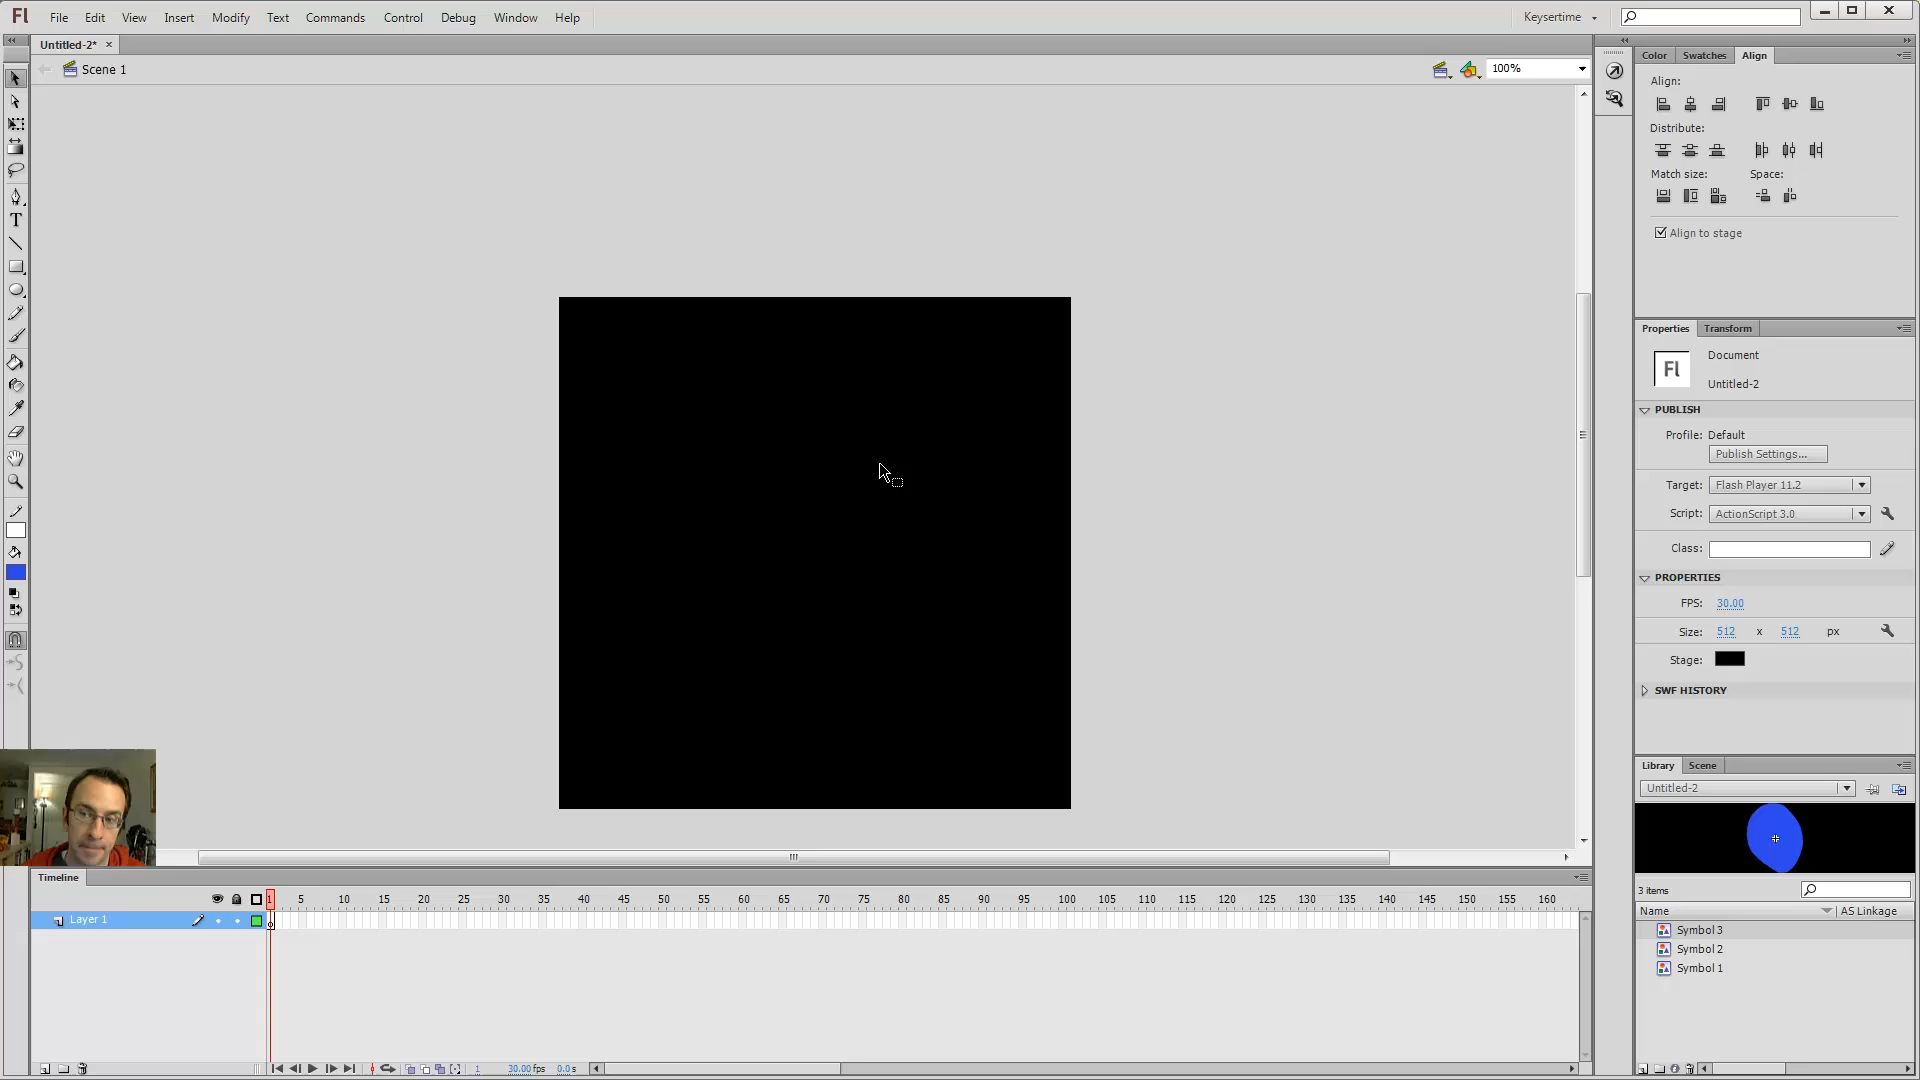 Fl File Edit View Insert Modify Text Commands Control Debug Window Help Keysertime
Untitled-2* ×
Scene 1 100%
Color Swatches Align
Align:
Distribute:
Match size: Space:
Align to stage
Properties Transform
Fl Document
Untitled-2
PUBLISH
Profile: Default
Publish Settings...
Target: Flash Player 11.2
Script: ActionScript 3.0
Class:
PROPERTIES
FPS: 30.00
Size: 512 x 512 px
Stage:
SWF HISTORY
Library Scene
Untitled-2
3 items
Name AS Linkage
Symbol 3
Symbol 2
Symbol 1
T
Timeline
1 5 10 15 20 25 30 35 40 45 50 55 60 65 70 75 80 85 90 95 100 105 110 115 120 125 130 135 140 145 150 155 160
Layer 1
1 30.00 fps 0.0 s